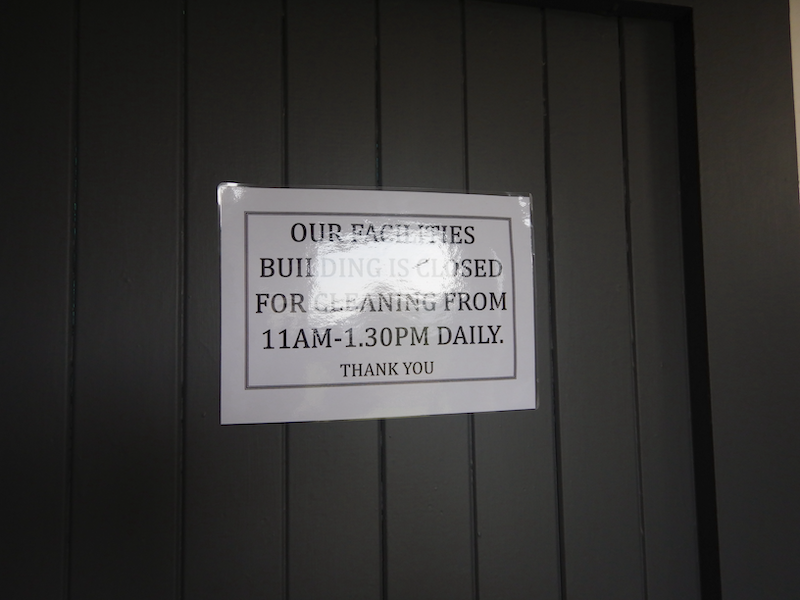 OUR FACILITIES
BUILDING IS CLOSED
FOR CLEANING FROM
11AM-1.30PM DAILY.
THANK YOU